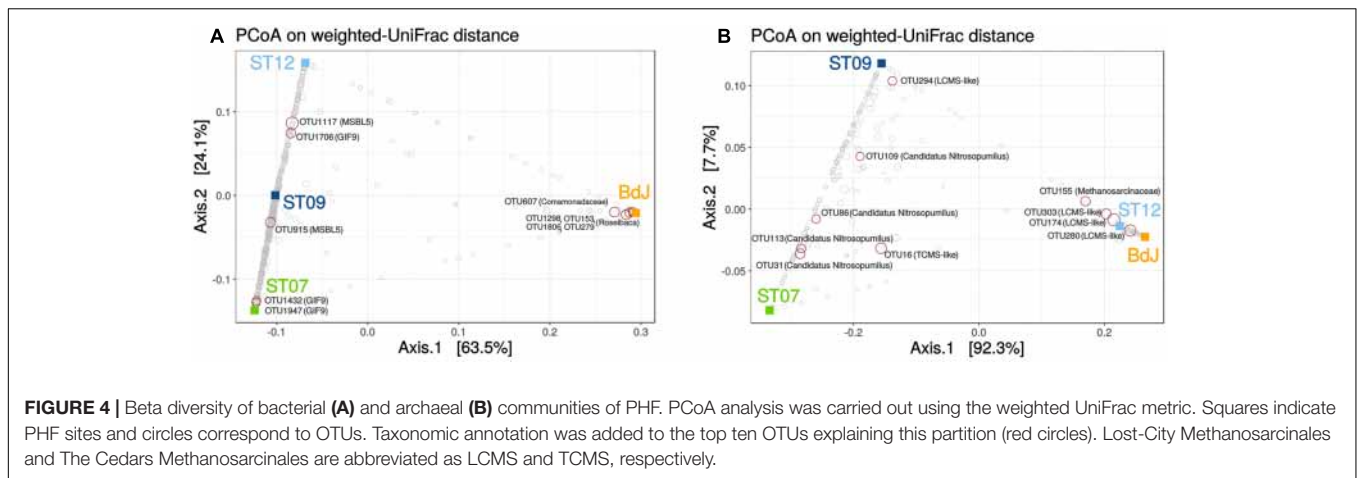 A PCoA on weighted-UniFrac distance
ST12
0.1
OTU1117 (MSBL5)
OTU1706 (GIF9)
Axis.2 [24.1%]
0.0
ST09
OTU915 (MSBL5)
OTU607 (Comamonadaceae)
BdJ
OTU1298, OTU153,
OTU1805, OTU279
(Roseibaca)
-0.1
ST07
OTU1432 (GIF9)
OTU1947 (GIF9)
-0.1 0.0 0.1 0.2 0.3
Axis.1 [63.5%]
B PCoA on weighted-UniFrac distance
ST09
0.10
OTU294 (LCMS-like)
Axis.2 [7.7%]
0.05
OTU109 (Candidatus Nitrosopumilus)
OTU155 (Methanosarcinaceae)
0.00
OTU86 (Candidatus Nitrosopumilus)
OTU303 (LCMS-like)
ST12
OTU174 (LCMS-like)
OTU280 (LCMS-like)
BdJ
OTU113 (Candidatus Nitrosopumilus)
OTU16 (TCMS-like)
OTU31 (Candidatus Nitrosopumilus)
-0.05
ST07
-0.2 0.0 0.2
Axis.1 [92.3%]
FIGURE 4 | Beta diversity of bacterial (A) and archaeal (B) communities of PHF. PCoA analysis was carried out using the weighted UniFrac metric. Squares indicate
PHF sites and circles correspond to OTUs. Taxonomic annotation was added to the top ten OTUs explaining this partition (red circles). Lost-City Methanosarcinales
and The Cedars Methanosarcinales are abbreviated as LCMS and TCMS, respectively.